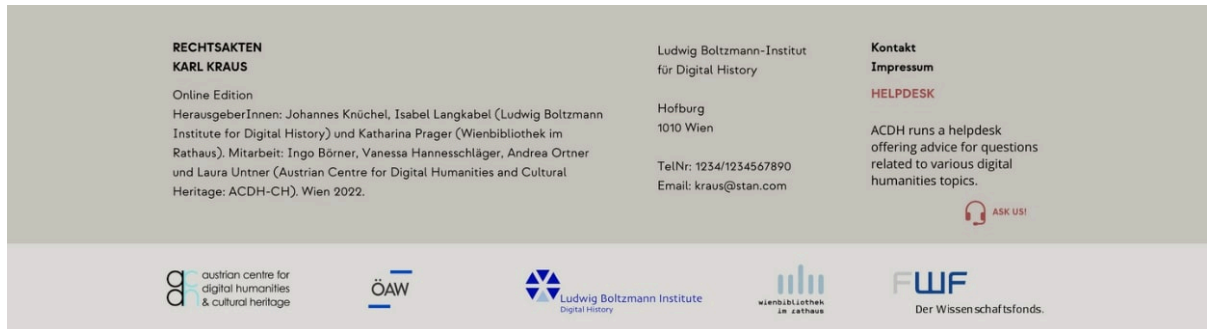 RECHTSAKTEN
KARL KRAUS
Online Edition
HerausgeberInnen: Johannes Knüchel, Isabel Langkabel (Ludwig Boltzmann
Institute for Digital History) und Katharina Prager (Wienbibliothek im
Rathaus). Mitarbeit: Ingo Börner, Vanessa Hannesschläger, Andrea Ortner
und Laura Untner (Austrian Centre for Digital Humanities and Cultural
Heritage: ACDH-CH). Wien 2022.
Ludwig Boltzmann-Institut
für Digital History
Hofburg
1010 Wien
TelNr: 1234/1234567890
Email: kraus@stan.com
Kontakt
Impressum
HELPDESK
ACDH runs a helpdesk
offering advice for questions
related to various digital
humanities topics.
ASK US!
acdh
austrian centre for
digital humanities
& cultural heritage
ÖAW
Ludwig Boltzmann Institute
Digital History
wienbibliothek
im rathaus
FWF
Der Wissenschaftsfonds.